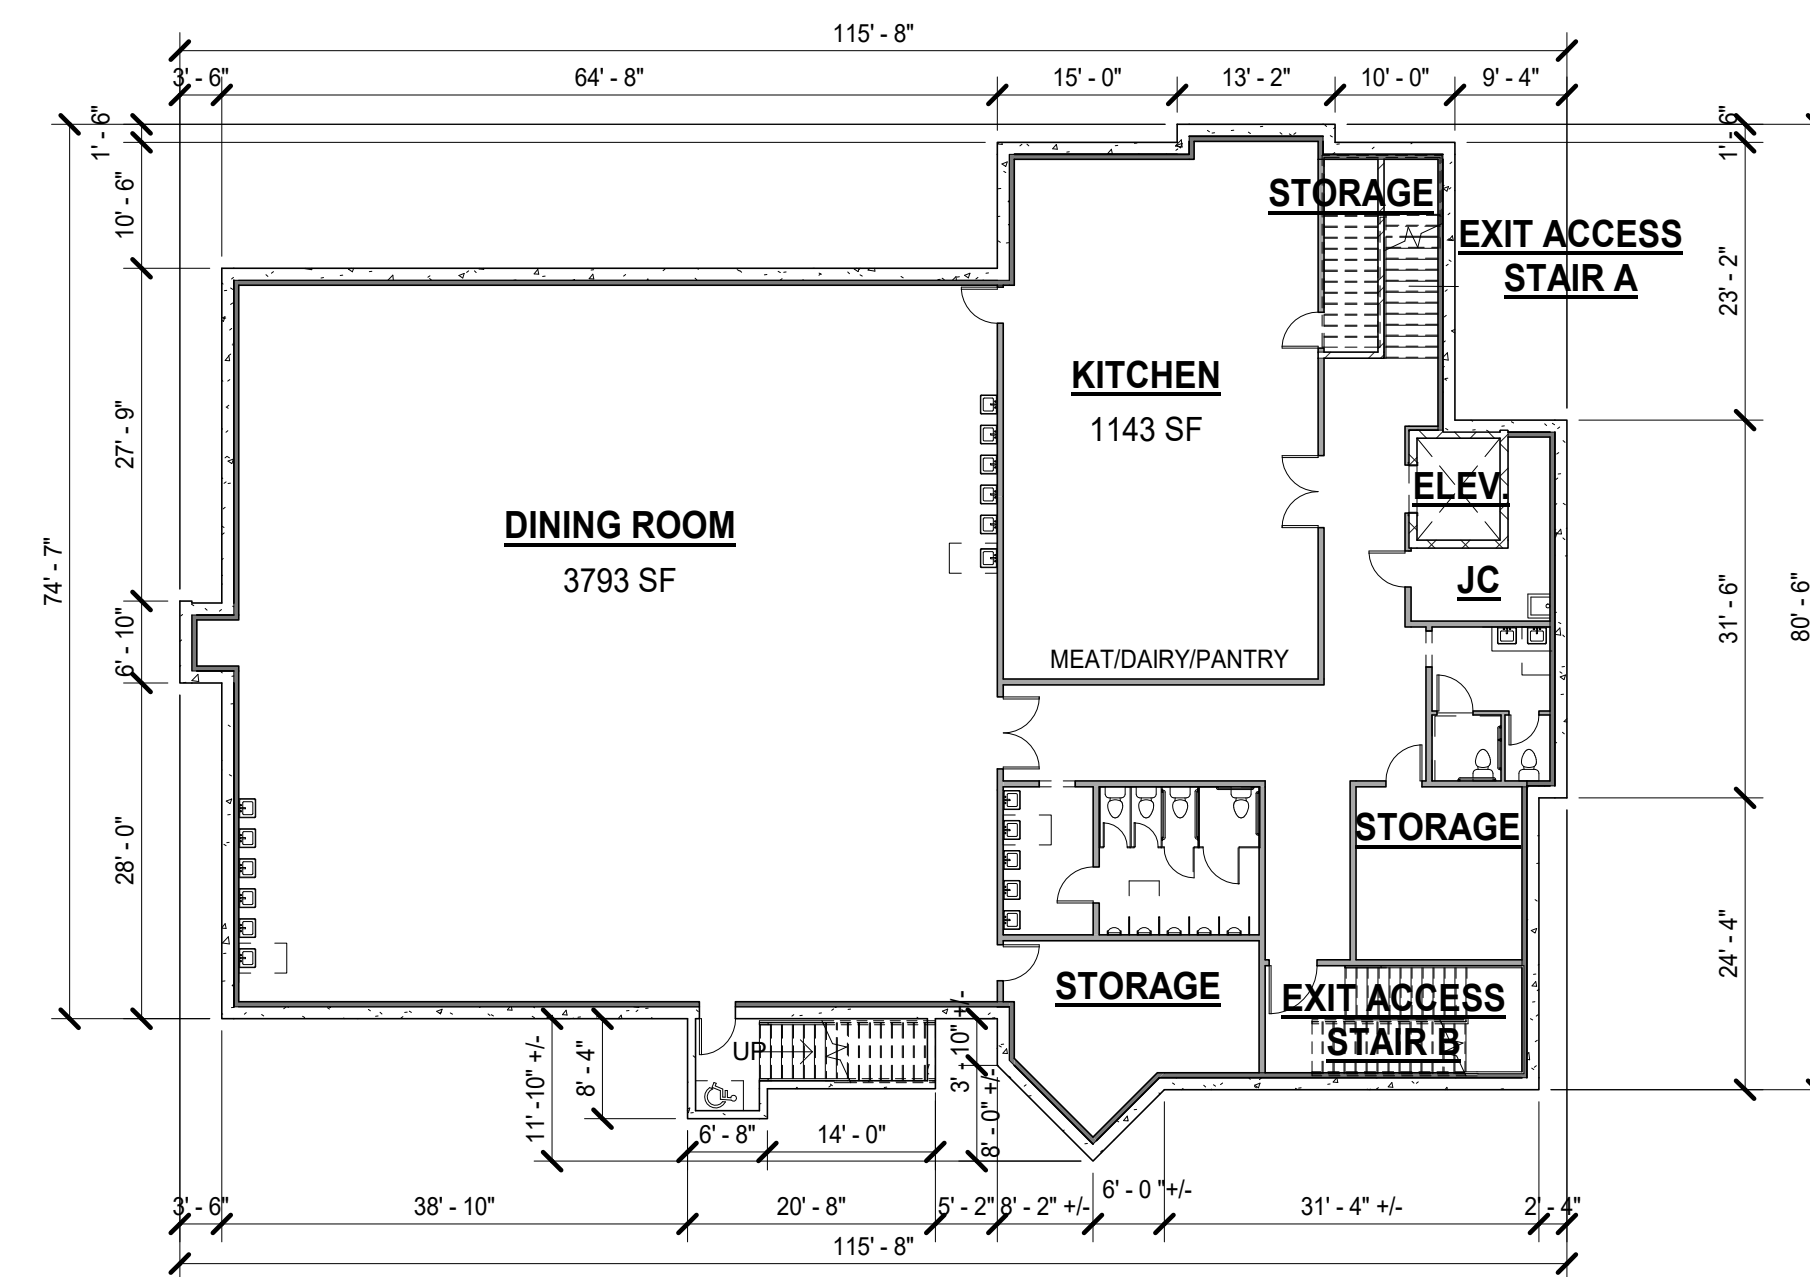 115' - 8"
3' - 6"
64' - 8"
15' - 0"
13' - 2"
10' - 0"
9' - 4"
1' - 6"
1' - 6"
10' - 6"
STORAGE
EXIT ACCESS
STAIR A
23' - 2"
KITCHEN
1143 SF
27' - 9"
ELEV.
DINING ROOM
3793 SF
74' - 7"
JC
31' - 6"
80' - 6"
6' - 10"
MEAT/DAIRY/PANTRY
28' - 0"
STORAGE
24' - 4"
STORAGE
EXIT ACCESS
STAIR B
UP
11' -10" +/-
8' - 4"
3' - 10" +/-
8' - 0" +/-
6' - 8"
14' - 0"
6' - 0 "+/-
3' - 6"
38' - 10"
20' - 8"
5' - 2"
8' - 2" +/-
31' - 4" +/-
2' - 4"
115' - 8"